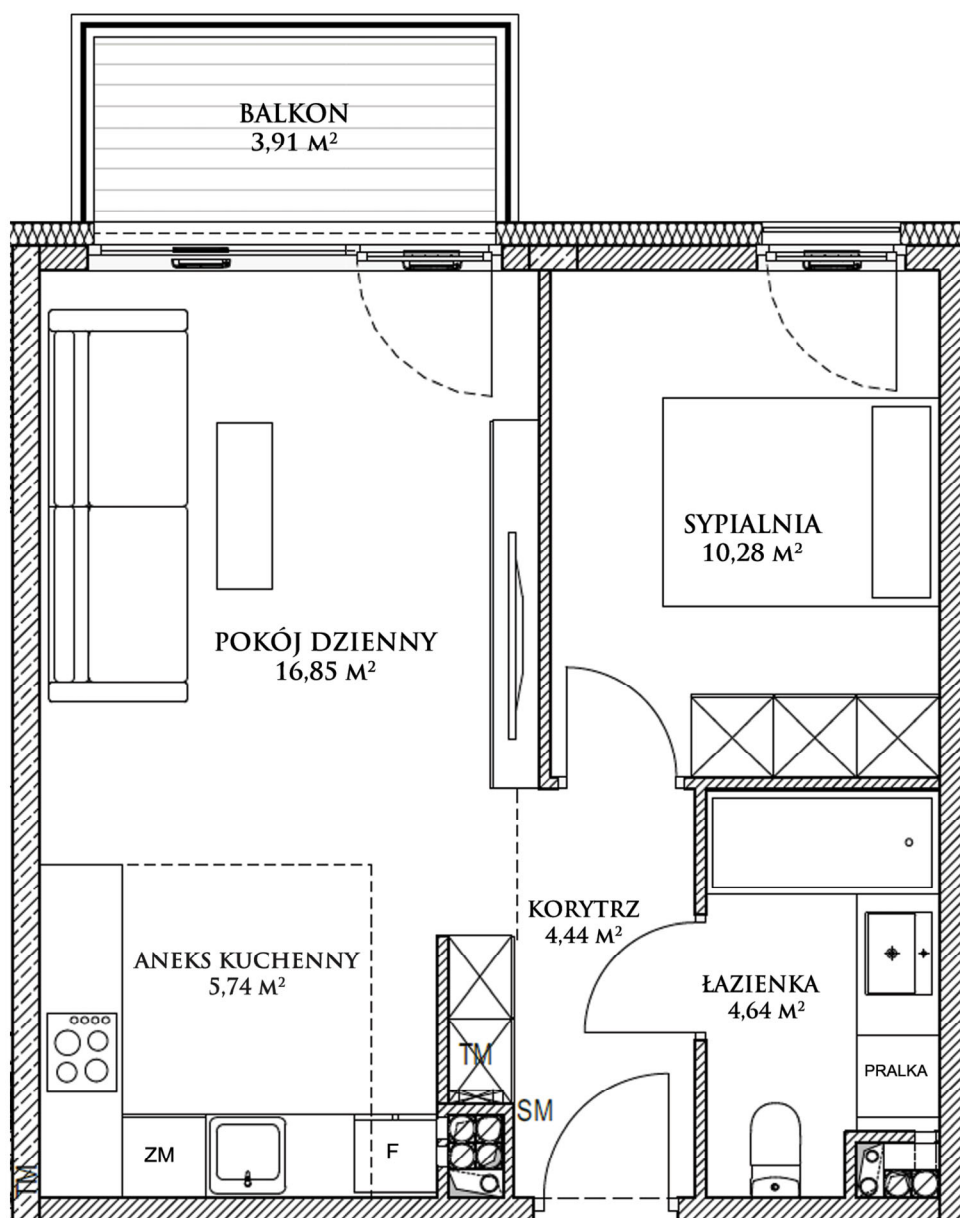 BALKON
3,91 M²
SYPIALNIA
10,28 M²
POKÓJ DZIENNY
16,85 M²
KORYTRZ
4,44 M²
ANEKS KUCHENNY
5,74 M²
ŁAZIENKA
4,64 M²
TM
PRALKA
SM
ZM
F
TM